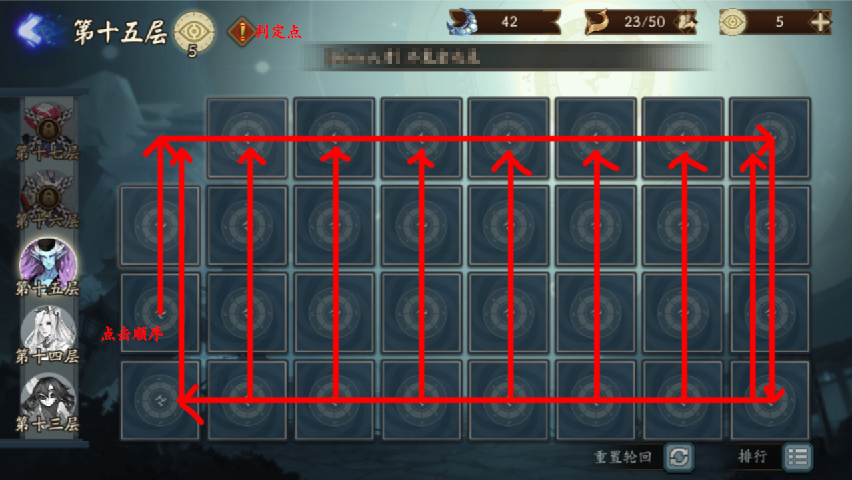 第十五层
5
判定点
42
23/50
5
第十七层
第十六层
第十五层
点击顺序
第十四层
第十三层
重置轮回
排行